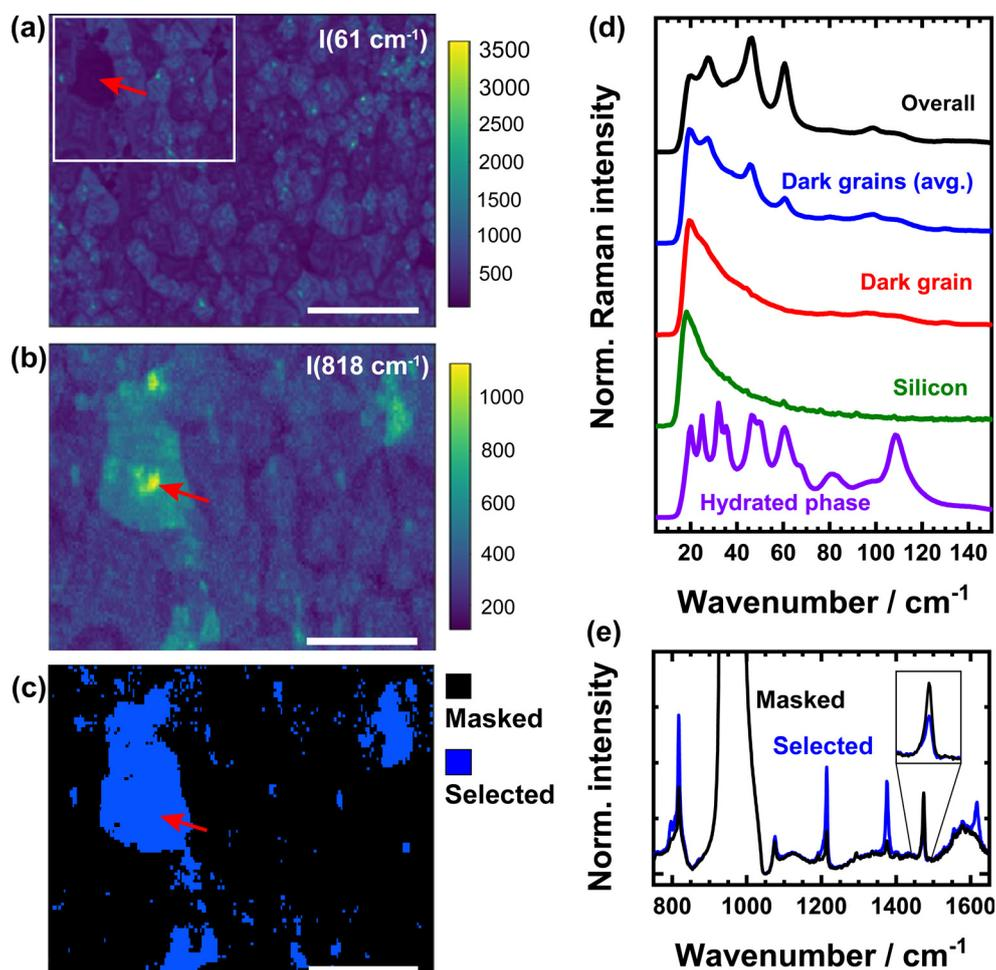 (a)
I(61 cm⁻¹)
3500
3000
2500
2000
1500
1000
500
(b)
I(818 cm⁻¹)
1000
800
600
400
200
(c)
Masked
Selected
(d)
Norm. Raman intensity
Overall
Dark grains (avg.)
Dark grain
Silicon
Hydrated phase
20 40 60 80 100 120 140
Wavenumber / cm⁻¹
(e)
Norm. intensity
Masked
Selected
800 1000 1200 1400 1600
Wavenumber / cm⁻¹